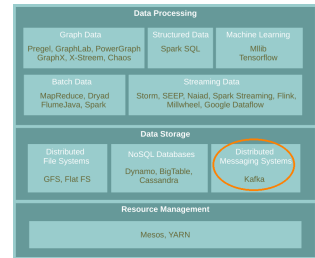 Data Processing
Graph Data
Pregel, GraphLab, PowerGraph
GraphX, X-Streem, Chaos
Structured Data
Spark SQL
Machine Learning
Mllib
Tensorflow
Batch Data
MapReduce, Dryad
FlumeJava, Spark
Streaming Data
Storm, SEEP, Naiad, Spark Streaming, Flink,
Millwheel, Google Dataflow
Data Storage
Distributed
File Systems
GFS, Flat FS
NoSQL Databases
Dynamo, BigTable,
Cassandra
Distributed
Messaging Systems
Kafka
Resource Management
Mesos, YARN